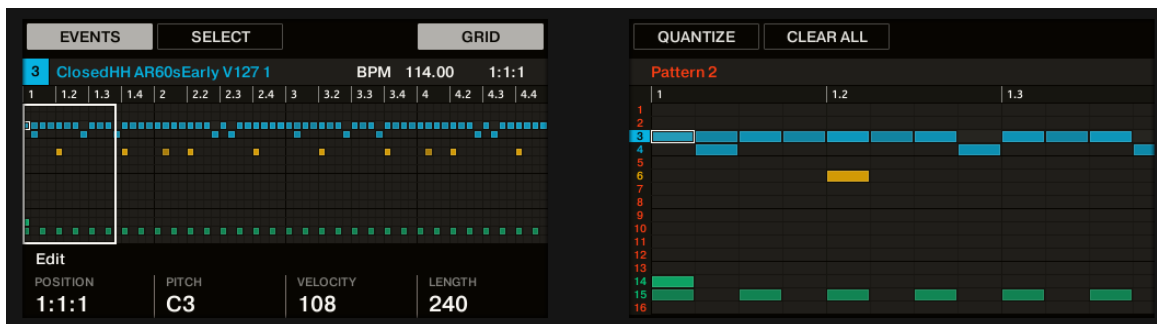 EVENTS SELECT GRID
3 ClosedHH AR60sEarly V127 1 BPM 114.00 1:1:1
1 1.2 1.3 1.4 2 2.2 2.3 2.4 3 3.2 3.3 3.4 4 4.2 4.3 4.4
Edit
POSITION PITCH VELOCITY LENGTH
1:1:1 C3 108 240
QUANTIZE CLEAR ALL
Pattern 2
1 1.2 1.3
1
2
3
4
5
6
7
8
9
10
11
12
13
14
15
16